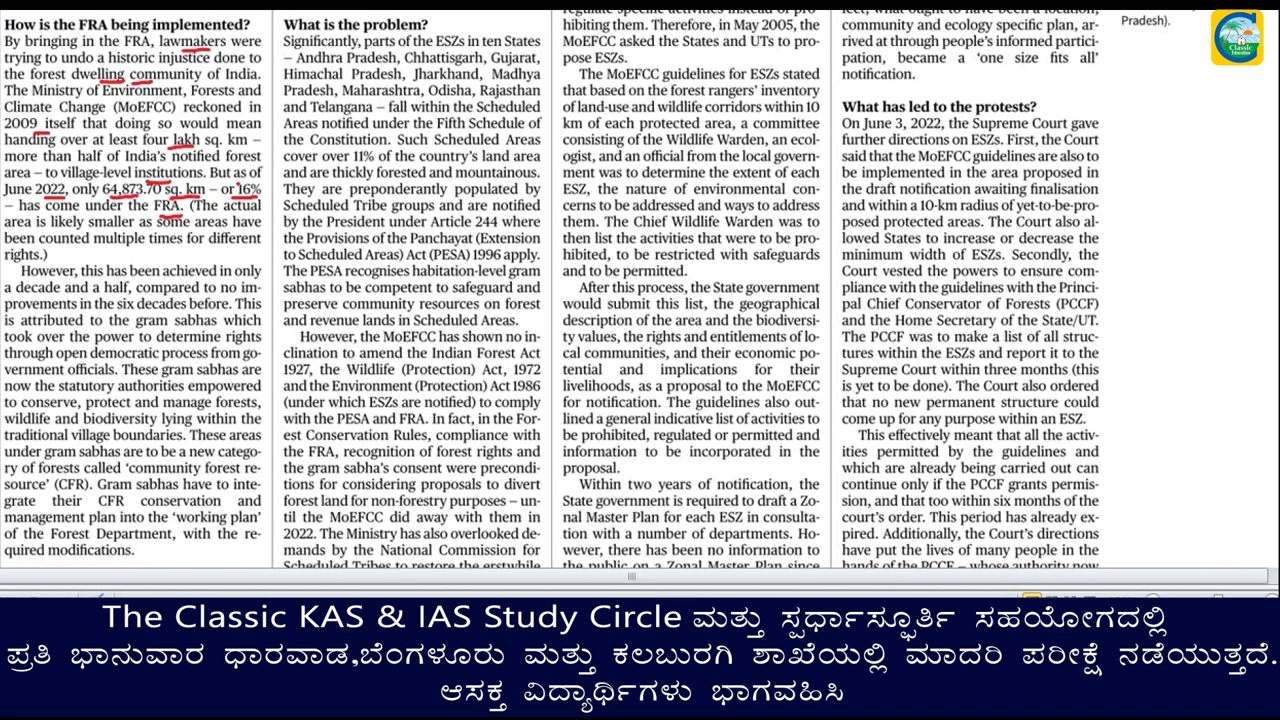 How is the FRA being implemented?
By bringing in the FRA, lawmakers were
trying to undo a historic injustice done to
the forest dwelling community of India.
The Ministry of Environment, Forests and
Climate Change (MoEFCC) reckoned in
2009 itself that doing so would mean
handing over at least four lakh sq. km –
more than half of India's notified forest
area – to village-level institutions. But as of
June 2022, only 64,873.70 sq. km – or 16%
– has come under the FRA. (The actual
area is likely smaller as some areas have
been counted multiple times for different
rights.)
However, this has been achieved in only
a decade and a half, compared to no im-
provements in the six decades before. This
is attributed to the gram sabhas which
took over the power to determine rights
through open democratic process from go-
vernment officials. These gram sabhas are
now the statutory authorities empowered
to conserve, protect and manage forests,
wildlife and biodiversity lying within the
traditional village boundaries. These areas
under gram sabhas are to be a new catego-
ry of forests called 'community forest re-
source' (CFR). Gram sabhas have to inte-
grate their CFR conservation and
management plan into the 'working plan'
of the Forest Department, with the re-
quired modifications.
What is the problem?
Significantly, parts of the ESZs in ten States
– Andhra Pradesh, Chhattisgarh, Gujarat,
Himachal Pradesh, Jharkhand, Madhya
Pradesh, Maharashtra, Odisha, Rajasthan
and Telangana – fall within the Scheduled
Areas notified under the Fifth Schedule of
the Constitution. Such Scheduled Areas
cover over 11% of the country's land area
and are thickly forested and mountainous.
They are preponderantly populated by
Scheduled Tribe groups and are notified
by the President under Article 244 where
the Provisions of the Panchayat (Extension
to Scheduled Areas) Act (PESA) 1996 apply.
The PESA recognises habitation-level gram
sabhas to be competent to safeguard and
preserve community resources on forest
and revenue lands in Scheduled Areas.
However, the MoEFCC has shown no in-
clination to amend the Indian Forest Act
1927, the Wildlife (Protection) Act, 1972
and the Environment (Protection) Act 1986
(under which ESZs are notified) to comply
with the PESA and FRA. In fact, in the For-
est Conservation Rules, compliance with
the FRA, recognition of forest rights and
the gram sabha's consent were precondi-
tions for considering proposals to divert
forest land for non-forestry purposes – un-
til the MoEFCC did away with them in
2022. The Ministry has also overlooked de-
mands by the National Commission for
Scheduled Tribes to restore the erstwhile
regulate specific activities instead of pro-
hibiting them. Therefore, in May 2005, the
MoEFCC asked the States and UTs to pro-
pose ESZs.
The MoEFCC guidelines for ESZs stated
that based on the forest rangers' inventory
of land-use and wildlife corridors within 10
km of each protected area, a committee
consisting of the Wildlife Warden, an ecol-
ogist, and an official from the local govern-
ment was to determine the extent of each
ESZ, the nature of environmental con-
cerns to be addressed and ways to address
them. The Chief Wildlife Warden was to
then list the activities that were to be pro-
hibited, to be restricted with safeguards
and to be permitted.
After this process, the State government
would submit this list, the geographical
description of the area and the biodiversi-
ty values, the rights and entitlements of lo-
cal communities, and their economic po-
tential and implications for their
livelihoods, as a proposal to the MoEFCC
for notification. The guidelines also out-
lined a general indicative list of activities to
be prohibited, regulated or permitted and
information to be incorporated in the
proposal.
Within two years of notification, the
State government is required to draft a Zo-
nal Master Plan for each ESZ in consulta-
tion with a number of departments. Ho-
wever, there has been no information to
the public on a Zonal Master Plan since
fect, what ought to have been a location,
community and ecology specific plan, ar-
rived at through people's informed partici-
pation, became a 'one size fits all'
notification.
What has led to the protests?
On June 3, 2022, the Supreme Court gave
further directions on ESZs. First, the Court
said that the MoEFCC guidelines are also to
be implemented in the area proposed in
the draft notification awaiting finalisation
and within a 10-km radius of yet-to-be-pro-
posed protected areas. The Court also al-
lowed States to increase or decrease the
minimum width of ESZs. Secondly, the
Court vested the powers to ensure com-
pliance with the guidelines with the Princi-
pal Chief Conservator of Forests (PCCF)
and the Home Secretary of the State/UT.
The PCCF was to make a list of all struc-
tures within the ESZs and report it to the
Supreme Court within three months (this
is yet to be done). The Court also ordered
that no new permanent structure could
come up for any purpose within an ESZ.
This effectively meant that all the activ-
ities permitted by the guidelines and
which are already being carried out can
continue only if the PCCF grants permis-
sion, and that too within six months of the
court's order. This period has already ex-
pired. Additionally, the Court's directions
have put the lives of many people in the
hands of the PCCF – whose authority now
Pradesh).
Classic
Education
The Classic KAS & IAS Study Circle ಮತ್ತು ಸ್ಪರ್ಧಾಸ್ಫೂರ್ತಿ ಸಹಯೋಗದಲ್ಲಿ
ಪ್ರತಿ ಭಾನುವಾರ ಧಾರವಾಡ,ಬೆಂಗಳೂರು ಮತ್ತು ಕಲಬುರಗಿ ಶಾಖೆಯಲ್ಲಿ ಮಾದರಿ ಪರೀಕ್ಷೆ ನಡೆಯುತ್ತದೆ.
ಆಸಕ್ತ ವಿದ್ಯಾರ್ಥಿಗಳು ಭಾಗವಹಿಸಿ